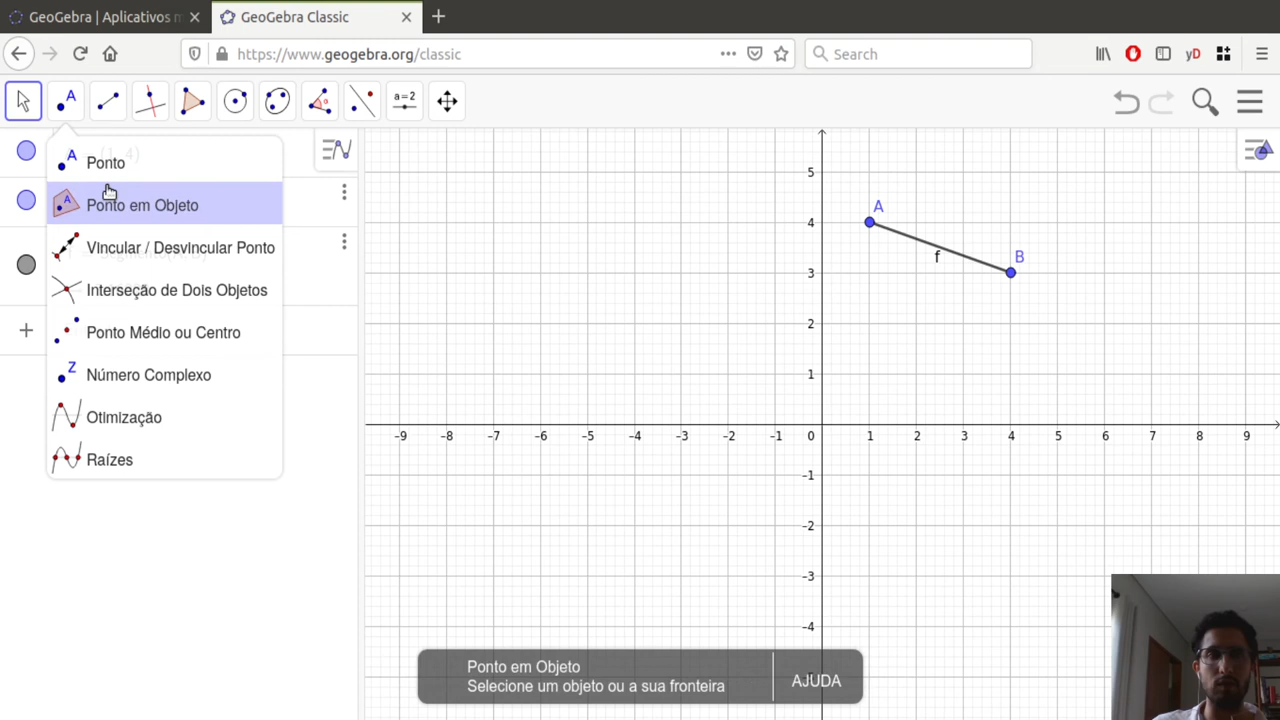 GeoGebra | Aplicativos m
GeoGebra Classic
https://www.geogebra.org/classic
Search
yD
A
a=2
Ponto
A
Ponto em Objeto
Vincular / Desvincular Ponto
Interseção de Dois Objetos
Ponto Médio ou Centro
Z
Número Complexo
Otimização
Raízes
A
B
f
5
4
3
2
1
-9 -8 -7 -6 -5 -4 -3 -2 -1 0 1 2 3 4 5 6 7 8 9
-1
-2
-3
-4
Ponto em Objeto
Selecione um objeto ou a sua fronteira
AJUDA